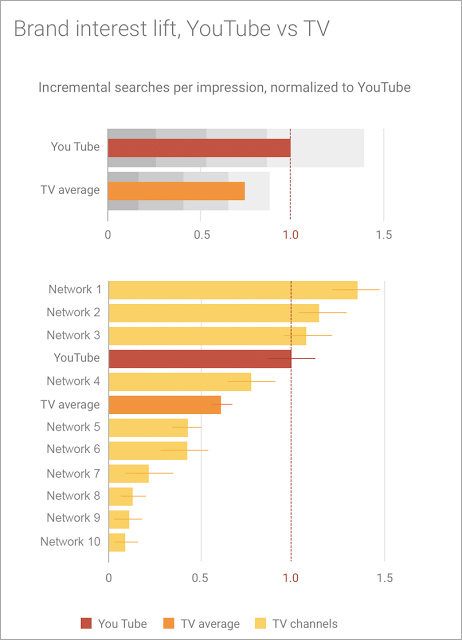 Brand interest lift, YouTube vs TV
Incremental searches per impression, normalized to YouTube
You Tube
TV average
0 0.5 1.0 1.5
Network 1
Network 2
Network 3
YouTube
Network 4
TV average
Network 5
Network 6
Network 7
Network 8
Network 9
Network 10
0 0.5 1.0 1.5
You Tube TV average TV channels